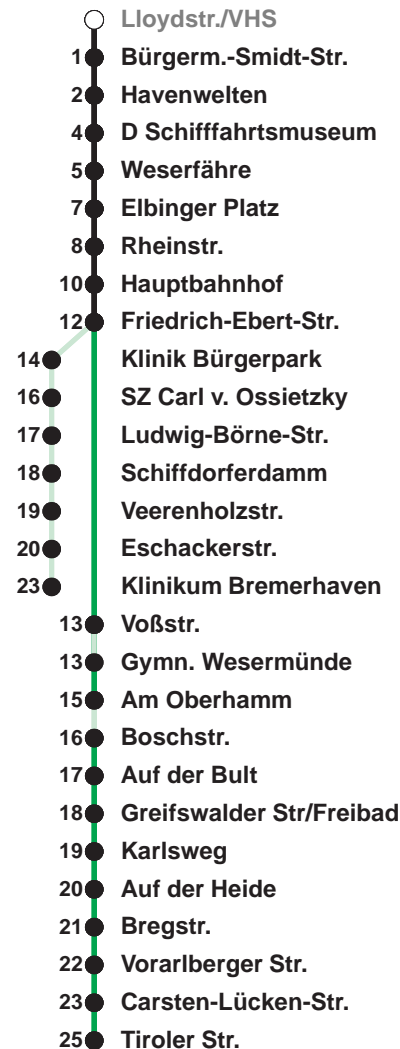 Lloydstr./VHS
1 Bürgerm.-Smidt-Str.
2 Havenwelten
4 D Schifffahrtsmuseum
5 Weserfähre
7 Elbinger Platz
8 Rheinstr.
10 Hauptbahnhof
12 Friedrich-Ebert-Str.
14 Klinik Bürgerpark
16 SZ Carl v. Ossietzky
17 Ludwig-Börne-Str.
18 Schiffdorferdamm
19 Veerenholzstr.
20 Eschackerstr.
23 Klinikum Bremerhaven
13 Voßstr.
13 Gymn. Wesermünde
15 Am Oberhamm
16 Boschstr.
17 Auf der Bult
18 Greifswalder Str/Freibad
19 Karlsweg
20 Auf der Heide
21 Bregstr.
22 Vorarlberger Str.
23 Carsten-Lücken-Str.
25 Tiroler Str.